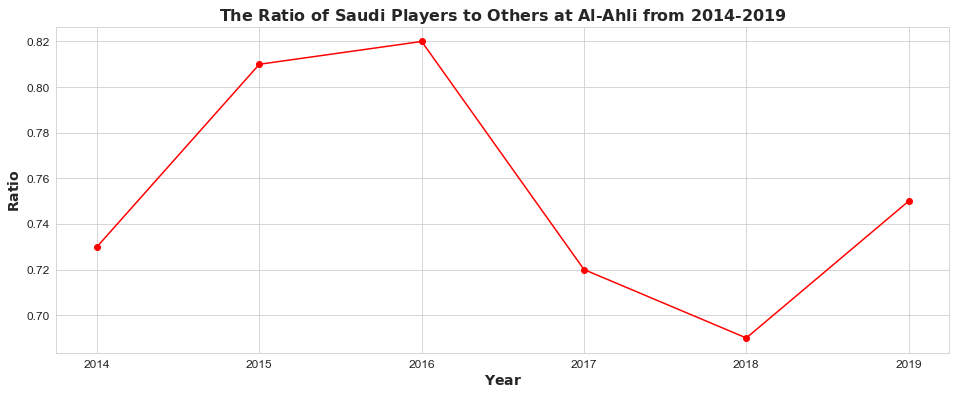 The Ratio of Saudi Players to Others at Al-Ahli from 2014-2019
Ratio
0.82
0.80
0.78
0.76
0.74
0.72
0.70
2014 2015 2016 2017 2018 2019
Year